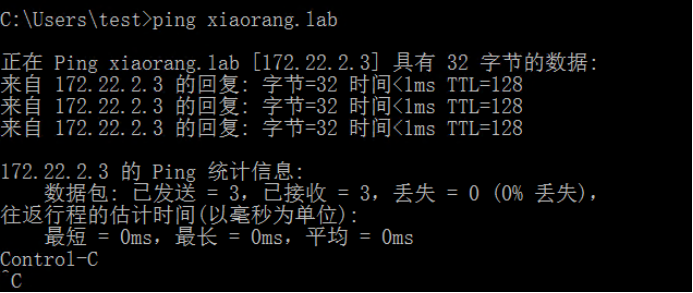 C:\Users\test>ping xiaorang.lab
正在 Ping xiaorang.lab [172.22.2.3] 具有 32 字节的数据:
来自 172.22.2.3 的回复: 字节=32 时间<1ms TTL=128
来自 172.22.2.3 的回复: 字节=32 时间<1ms TTL=128
来自 172.22.2.3 的回复: 字节=32 时间<1ms TTL=128
172.22.2.3 的 Ping 统计信息:
数据包: 已发送 = 3，已接收 = 3，丢失 = 0 (0% 丢失)，
往返行程的估计时间(以毫秒为单位):
最短 = 0ms，最长 = 0ms，平均 = 0ms
Control-C
^C